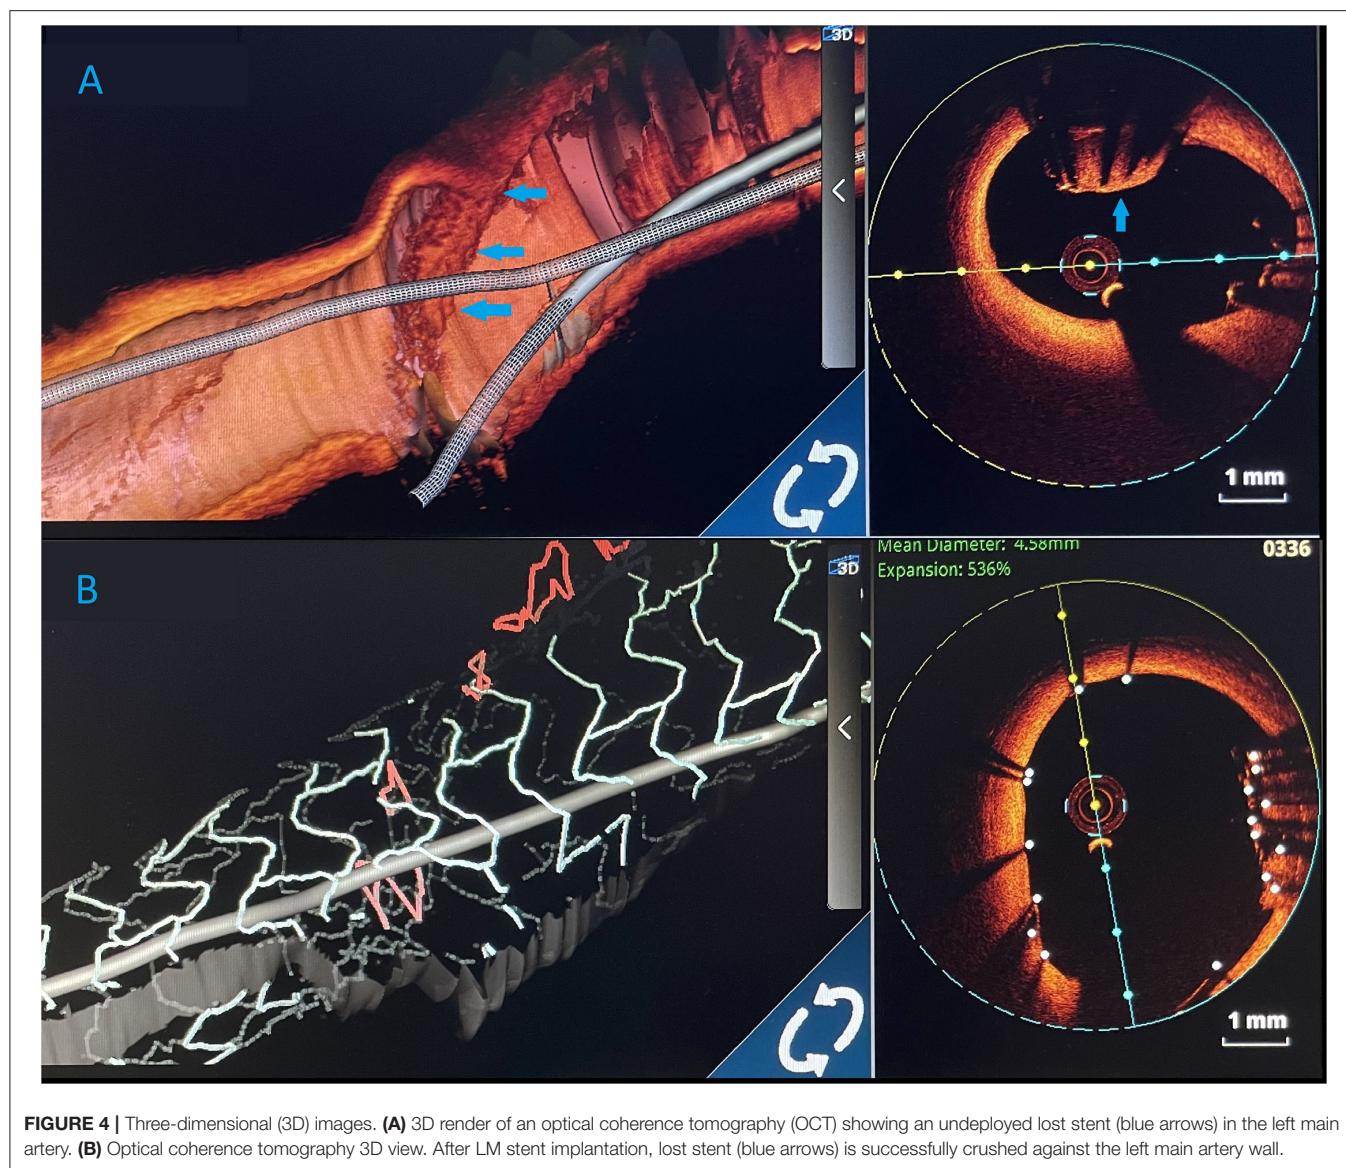 A
3D
1 mm
B
3D
Mean Diameter: 4.58mm
0336
Expansion: 536%
1 mm
FIGURE 4 | Three-dimensional (3D) images. (A) 3D render of an optical coherence tomography (OCT) showing an undeployed lost stent (blue arrows) in the left main
artery. (B) Optical coherence tomography 3D view. After LM stent implantation, lost stent (blue arrows) is successfully crushed against the left main artery wall.